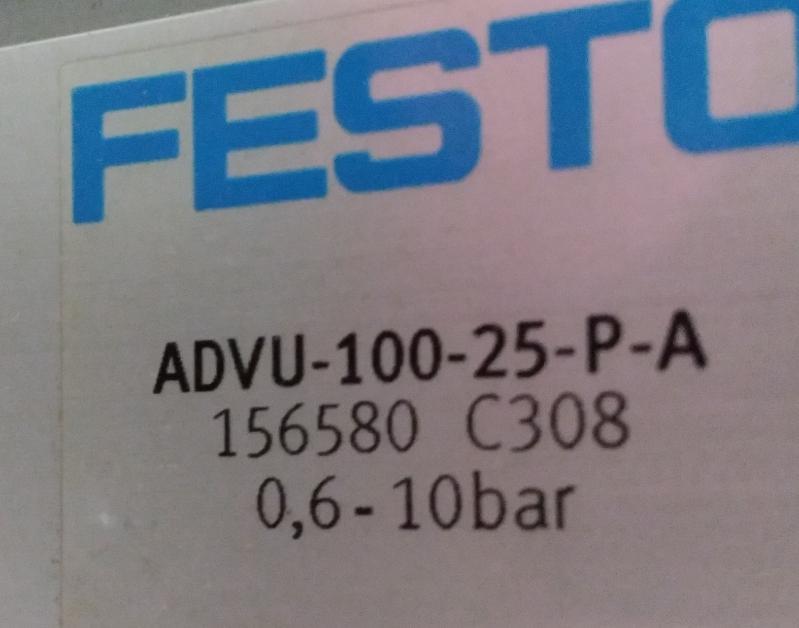 FESTO
ADVU-100-25-P-A
156580 C308
0,6-10bar